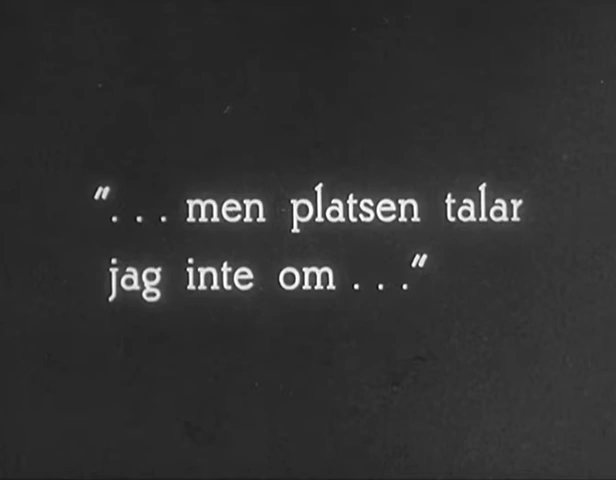 "... men platsen talar
jag inte om ..."